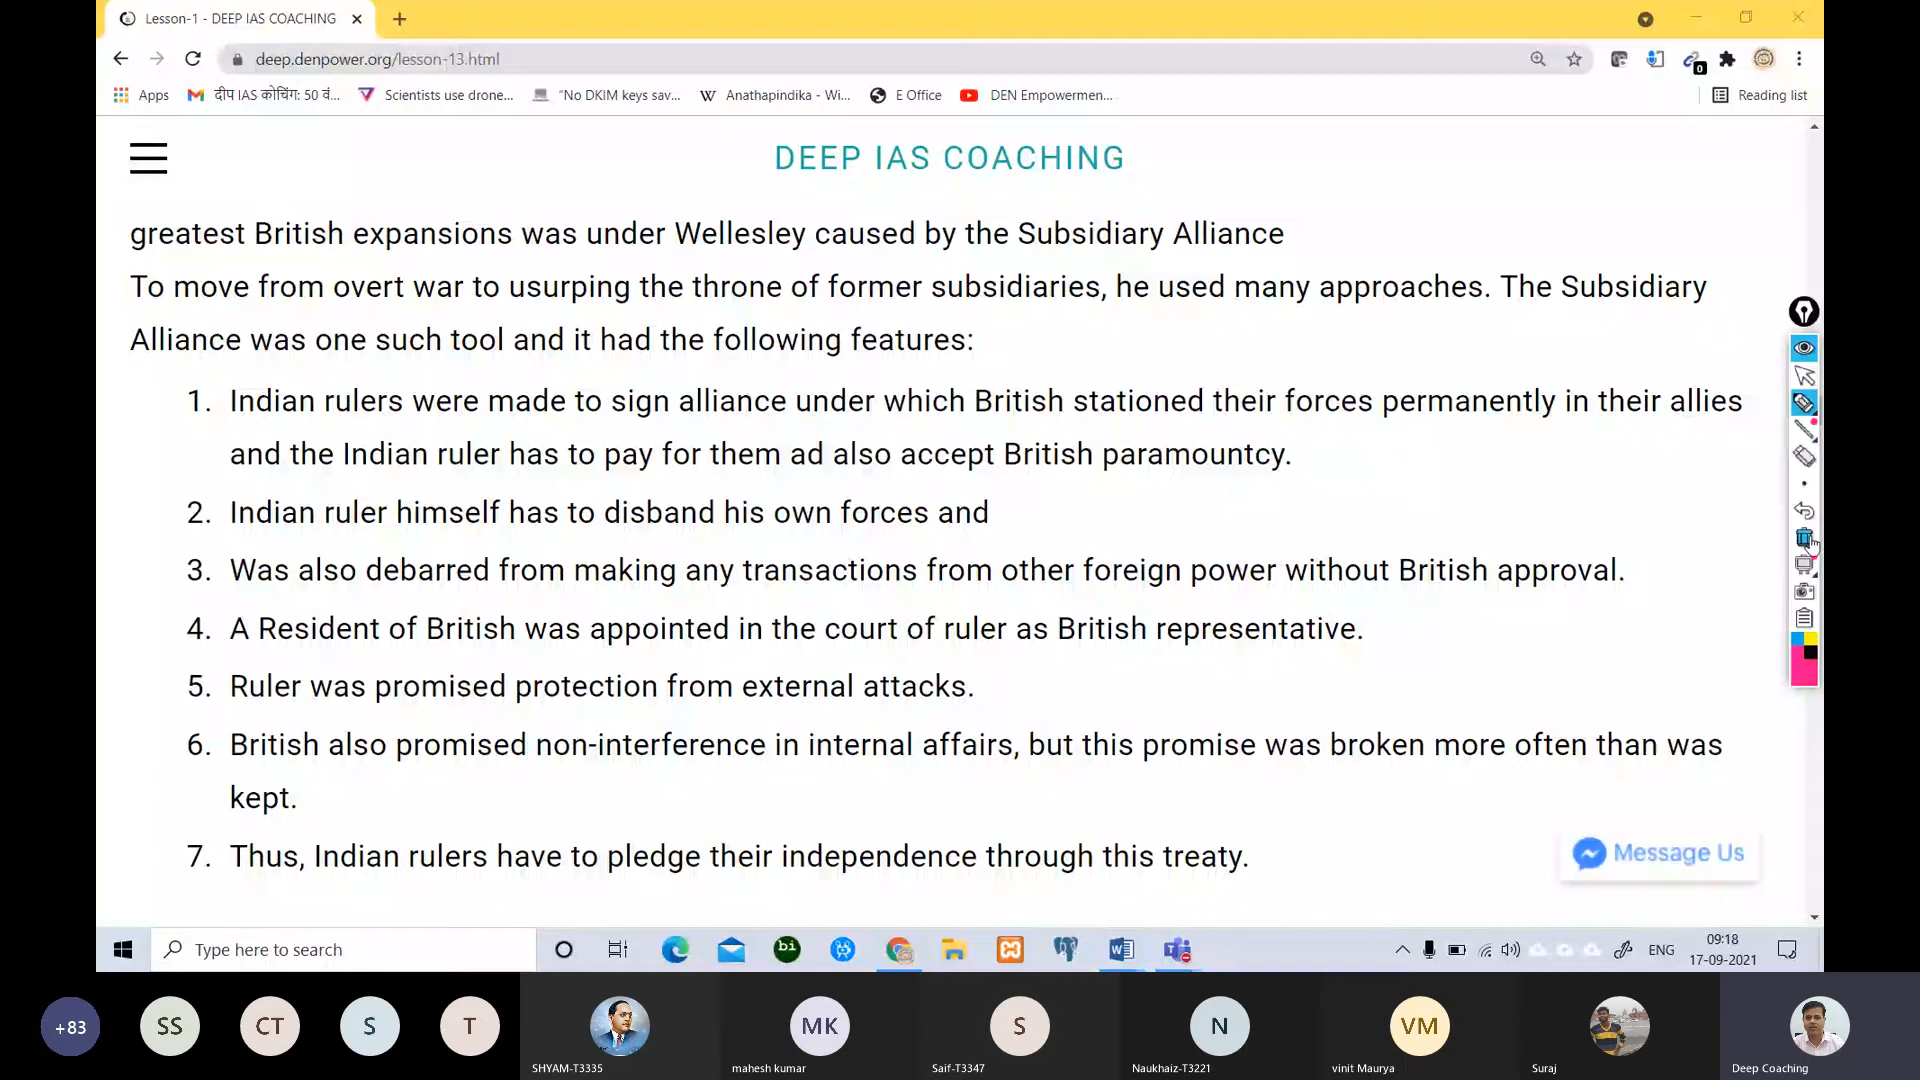 Lesson-1 - DEEP IAS COACHING
deep.denpower.org/lesson-13.html
0
Apps दीप IAS कोचिंग: 50 वं... Scientists use drone... "No DKIM keys sav... Anathapindika - Wi... E Office DEN Empowermen... Reading list
DEEP IAS COACHING
greatest British expansions was under Wellesley caused by the Subsidiary Alliance
To move from overt war to usurping the throne of former subsidiaries, he used many approaches. The Subsidiary
Alliance was one such tool and it had the following features:
1. Indian rulers were made to sign alliance under which British stationed their forces permanently in their allies
and the Indian ruler has to pay for them ad also accept British paramountcy.
2. Indian ruler himself has to disband his own forces and
3. Was also debarred from making any transactions from other foreign power without British approval.
4. A Resident of British was appointed in the court of ruler as British representative.
5. Ruler was promised protection from external attacks.
6. British also promised non-interference in internal affairs, but this promise was broken more often than was
kept.
7. Thus, Indian rulers have to pledge their independence through this treaty.
Message Us
Type here to search
bi
ENG
09:18
17-09-2021
+83 SS CT S T MK S N VM
SHYAM-T3335 mahesh kumar Saif-T3347 Naukhaiz-T3221 vinit Maurya Suraj Deep Coaching